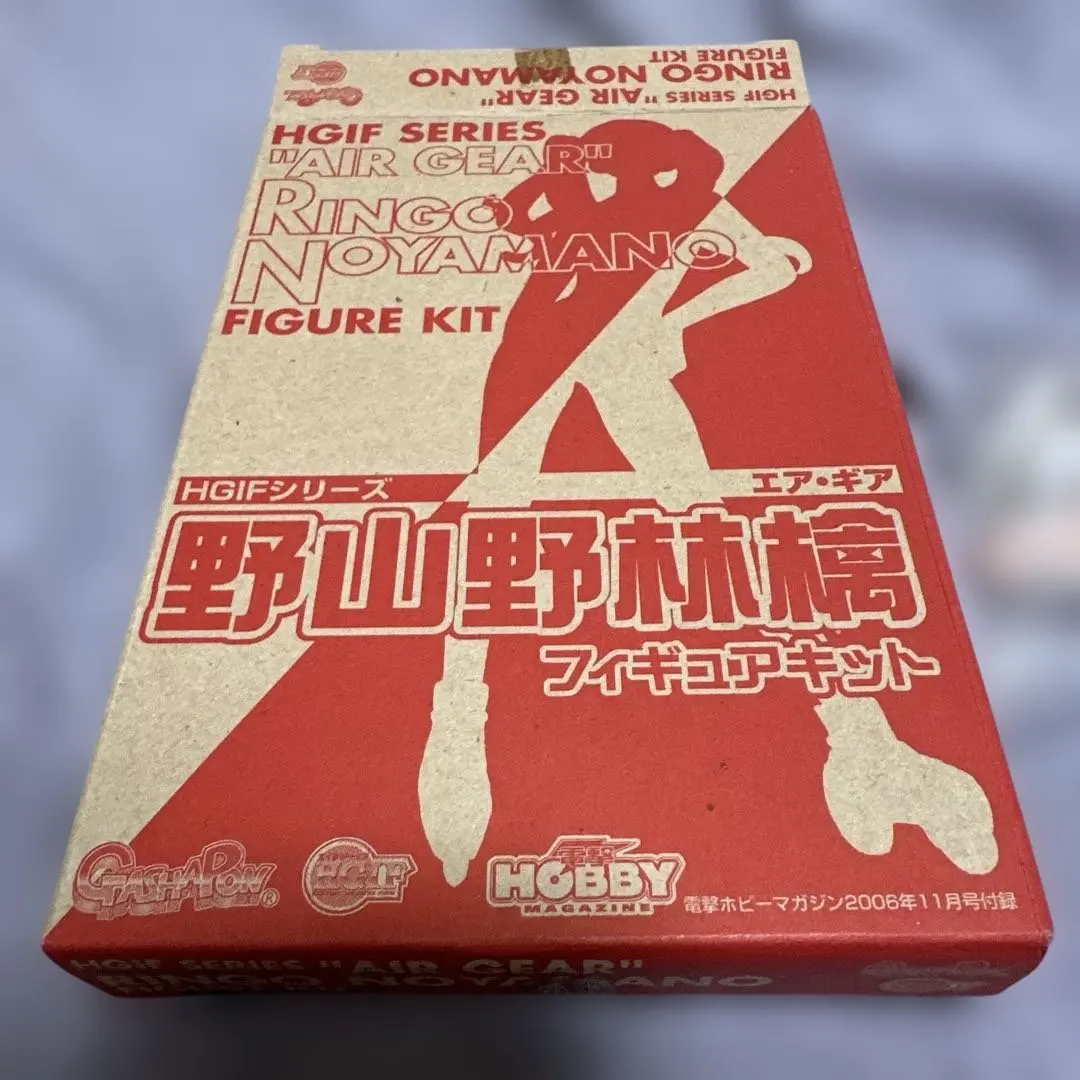 HGIF SERIES "AIR GEAR"
RINGO NOYAMANO
FIGURE KIT
HGIF SERIES
"AIR GEAR"
RINGO
NOYAMANO
FIGURE KIT
HGIFシリーズ
エア・ギア
野山野林檎
フィギュアキット
GASHAPON®
H.G.I.F
電撃
HOBBY
MAGAZINE
電撃ホビーマガジン2006年11月号付録
HGIF SERIES "AIR GEAR"
RINGO NOYAMANO